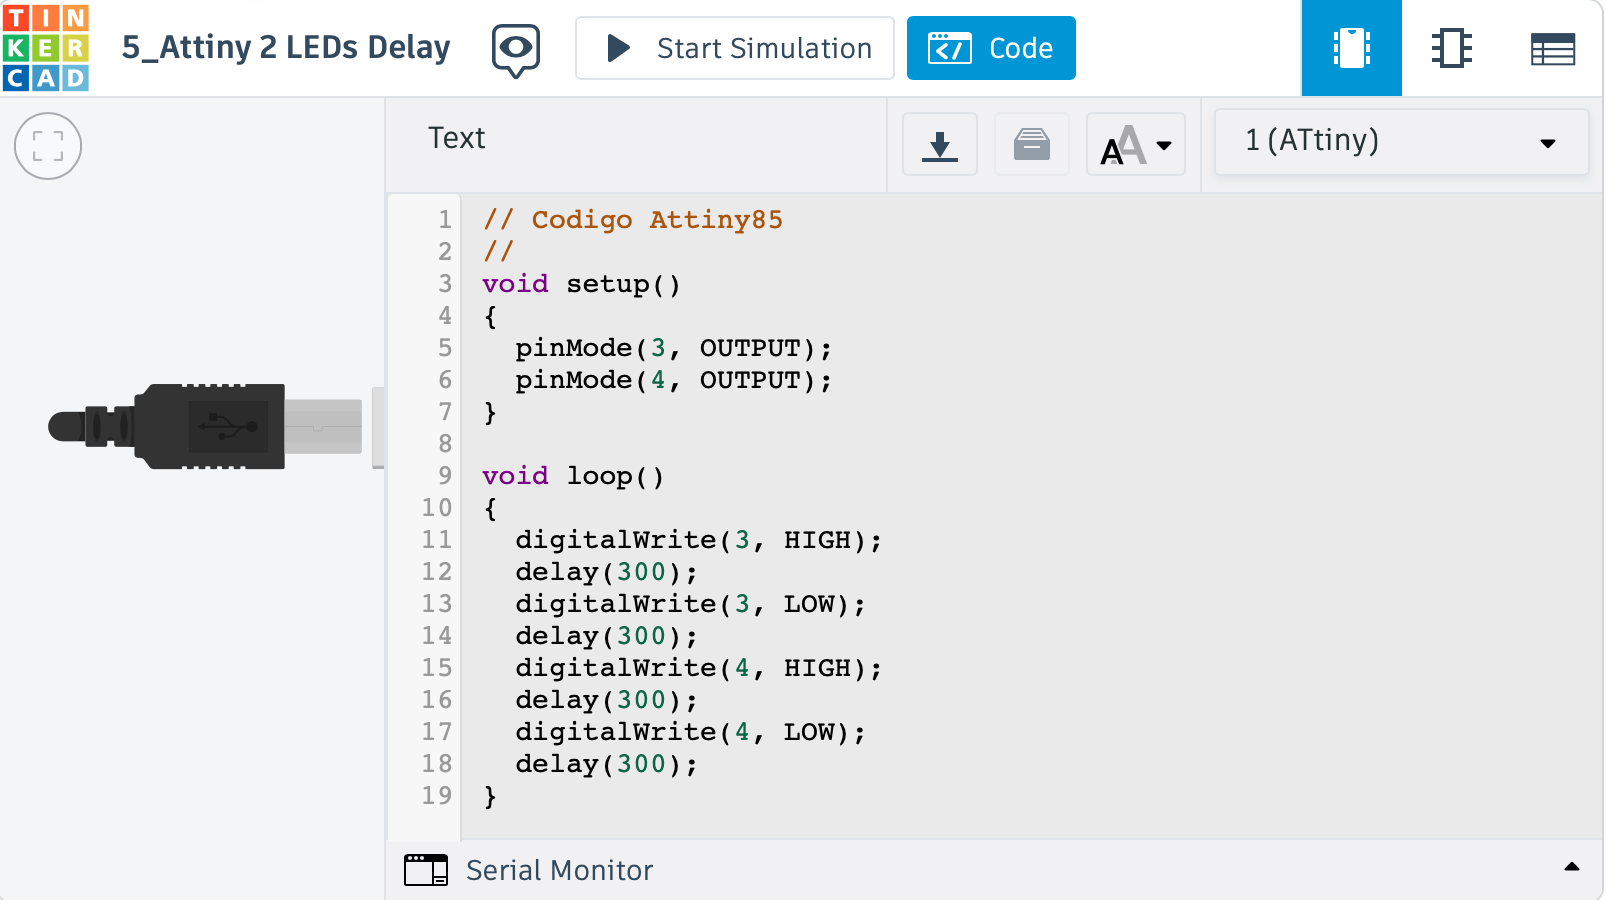 TIN
KER
CAD
5_Attiny 2 LEDs Delay
Start Simulation
</> Code
Text
AA
1 (ATtiny)
1 // Codigo Attiny85
2 //
3 void setup()
4 {
5   pinMode(3, OUTPUT);
6   pinMode(4, OUTPUT);
7 }
8
9 void loop()
10 {
11   digitalWrite(3, HIGH);
12   delay(300);
13   digitalWrite(3, LOW);
14   delay(300);
15   digitalWrite(4, HIGH);
16   delay(300);
17   digitalWrite(4, LOW);
18   delay(300);
19 }
Serial Monitor